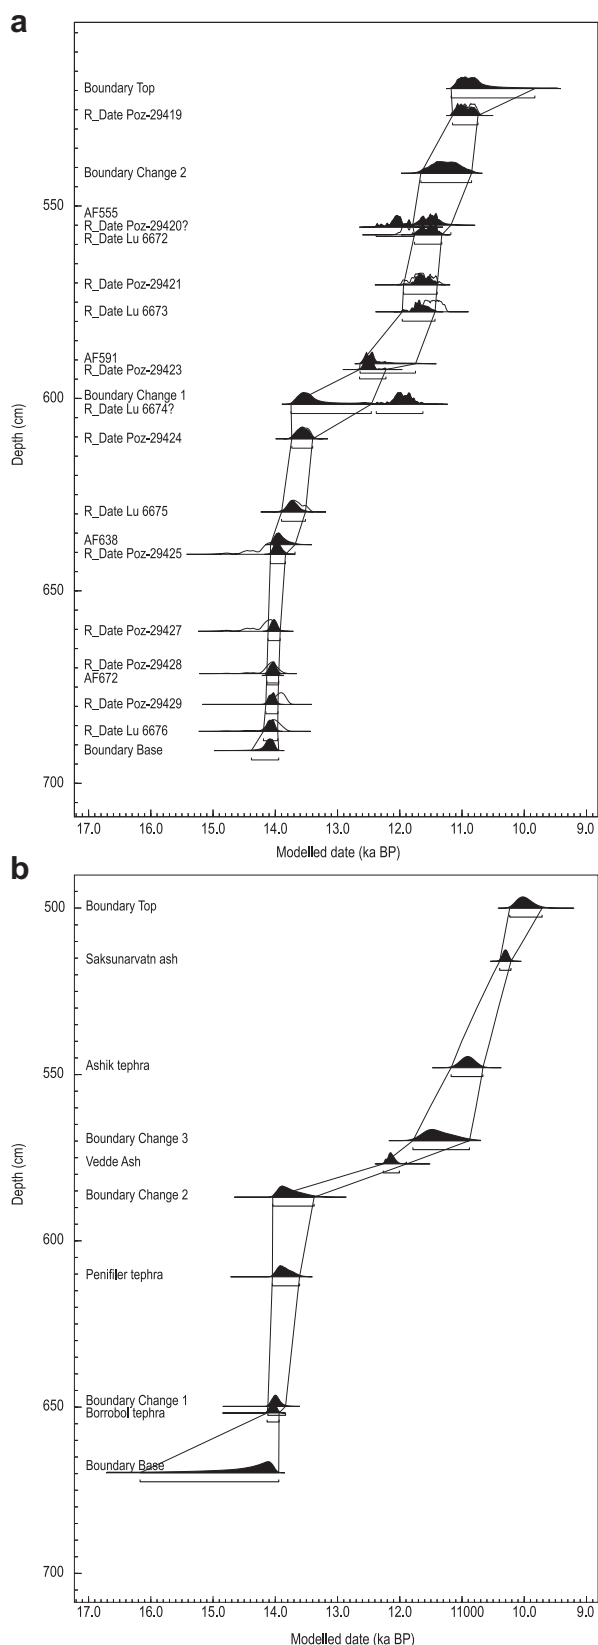 a
Boundary Top
R_Date Poz-29419
Boundary Change 2
550
AF555
R_Date Poz-29420?
R_Date Lu 6672
R_Date Poz-29421
R_Date Lu 6673
AF591
R_Date Poz-29423
Boundary Change 1
600
R_Date Lu 6674?
R_Date Poz-29424
Depth (cm)
R_Date Lu 6675
AF638
R_Date Poz-29425
650
R_Date Poz-29427
R_Date Poz-29428
AF672
R_Date Poz-29429
R_Date Lu 6676
Boundary Base
700
17.0 16.0 15.0 14.0 13.0 12.0 11.0 10.0 9.0
Modelled date (ka BP)
b
500 Boundary Top
Saksunarvatn ash
Ashik tephra
550
Boundary Change 3
Vedde Ash
Depth (cm)
Boundary Change 2
600
Penifiler tephra
Boundary Change 1
650
Borrobol tephra
Boundary Base
700
17.0 16.0 15.0 14.0 13.0 12.0 11000 10.0 9.0
Modelled date (ka BP)